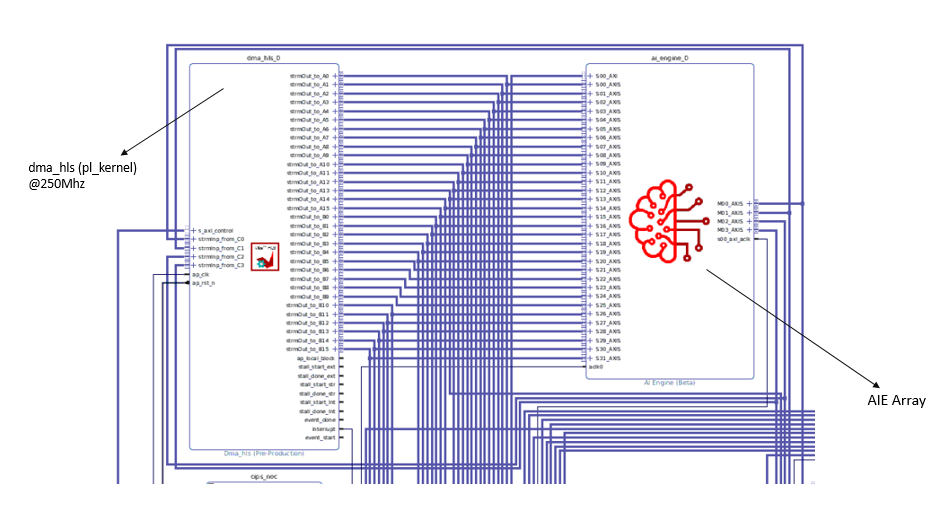 dma_hls_0
ai_engine_0
strmOut_to_A0
strmOut_to_A1
strmOut_to_A2
strmOut_to_A3
strmOut_to_A4
strmOut_to_A5
strmOut_to_A6
strmOut_to_A7
strmOut_to_A8
strmOut_to_A9
strmOut_to_A10
strmOut_to_A11
strmOut_to_A12
strmOut_to_A13
strmOut_to_A14
strmOut_to_A15
strmOut_to_B0
strmOut_to_B1
strmOut_to_B2
strmOut_to_B3
strmOut_to_B4
strmOut_to_B5
strmOut_to_B6
strmOut_to_B7
strmOut_to_B8
strmOut_to_B9
strmOut_to_B10
strmOut_to_B11
strmOut_to_B12
strmOut_to_B13
strmOut_to_B14
strmOut_to_B15
ap_local_block
stall_start_ext
stall_done_ext
stall_start_str
stall_done_str
stall_start_int
stall_done_int
event_done
interrupt
event_start
s_axi_control
strmInp_from_C0
strmInp_from_C1
strmInp_from_C2
strmInp_from_C3
ap_clk
ap_rst_n
Dma_hls (Pre-Production)
cips_noc
S00_AXI
S00_AXIS
S01_AXIS
S02_AXIS
S03_AXIS
S04_AXIS
S05_AXIS
S06_AXIS
S07_AXIS
S08_AXIS
S09_AXIS
S10_AXIS
S11_AXIS
S12_AXIS
S13_AXIS
S14_AXIS
S15_AXIS
S16_AXIS
S17_AXIS
S18_AXIS
S19_AXIS
S20_AXIS
S21_AXIS
S22_AXIS
S23_AXIS
S24_AXIS
S25_AXIS
S26_AXIS
S27_AXIS
S28_AXIS
S29_AXIS
S30_AXIS
S31_AXIS
aclk0
M00_AXIS
M01_AXIS
M02_AXIS
M03_AXIS
s00_axi_aclk
AI Engine (Beta)
dma_hls (pl_kernel)
@250Mhz
AIE Array